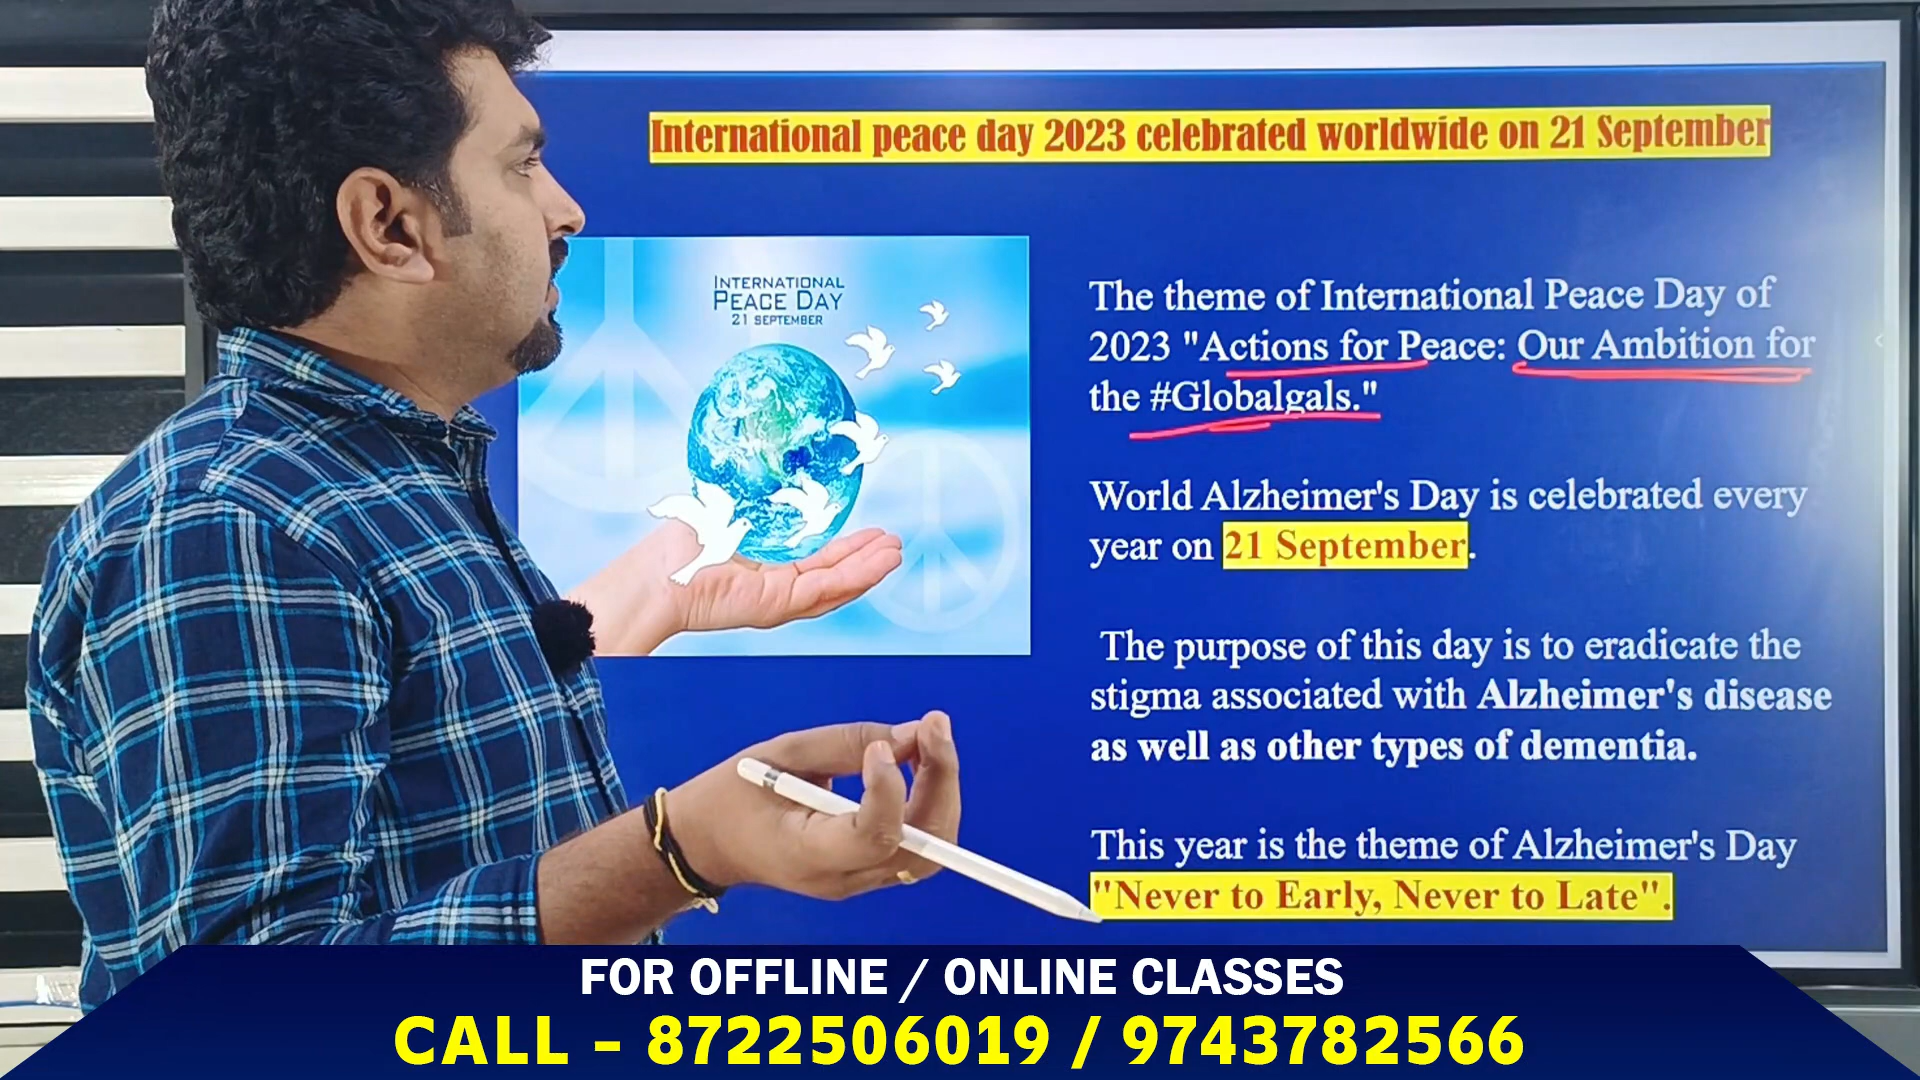 International peace day 2023 celebrated worldwide on 21 September
INTERNATIONAL
PEACE DAY
21 SEPTEMBER
The theme of International Peace Day of
2023 "Actions for Peace: Our Ambition for
the #Globalgals."
World Alzheimer's Day is celebrated every
year on 21 September.
The purpose of this day is to eradicate the
stigma associated with Alzheimer's disease
as well as other types of dementia.
This year is the theme of Alzheimer's Day
"Never to Early, Never to Late".
FOR OFFLINE / ONLINE CLASSES
CALL – 8722506019 / 9743782566